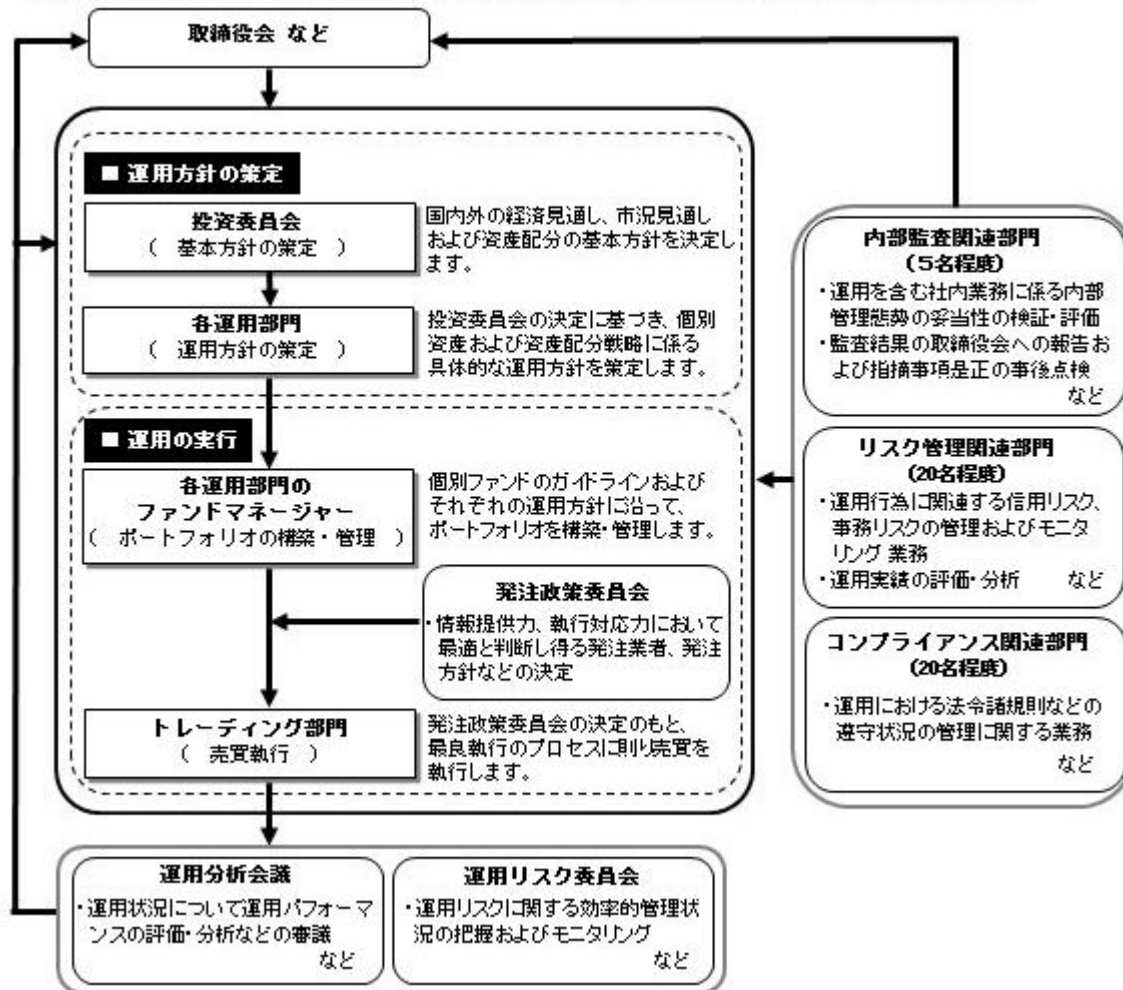 取締役会 など
■ 運用方針の策定
投資委員会
（ 基本方針の策定 ）
国内外の経済見通し、市況見通し
および資産配分の基本方針を決定し
ます。
各運用部門
（ 運用方針の策定 ）
投資委員会の決定に基づき、個別
資産および資産配分戦略に係る
具体的な運用方針を策定します。
■ 運用の実行
各運用部門の
ファンドマネージャー
（ ポートフォリオの構築・管理 ）
個別ファンドのガイドラインおよび
それぞれの運用方針に沿って、
ポートフォリオを構築・管理します。
発注政策委員会
・情報提供力、執行対応力において
最適と判断し得る発注業者、発注
方針などの決定
トレーディング部門
（ 売買執行 ）
発注政策委員会の決定のもと、
最良執行のプロセスに則り売買を
執行します。
運用分析会議
・運用状況について運用パフォーマ
ンスの評価・分析などの審議
など
運用リスク委員会
・運用リスクに関する効率的管理状
況の把握およびモニタリング
など
内部監査関連部門
（5名程度）
・運用を含む社内業務に係る内部
管理態勢の妥当性の検証・評価
・監査結果の取締役会への報告お
よび指摘事項是正の事後点検
など
リスク管理関連部門
（20名程度）
・運用行為に関連する信用リスク、
事務リスクの管理およびモニタ
リング 業務
・運用実績の評価・分析 など
コンプライアンス関連部門
（20名程度）
・運用における法令諸規則などの
遵守状況の管理に関する業務
など